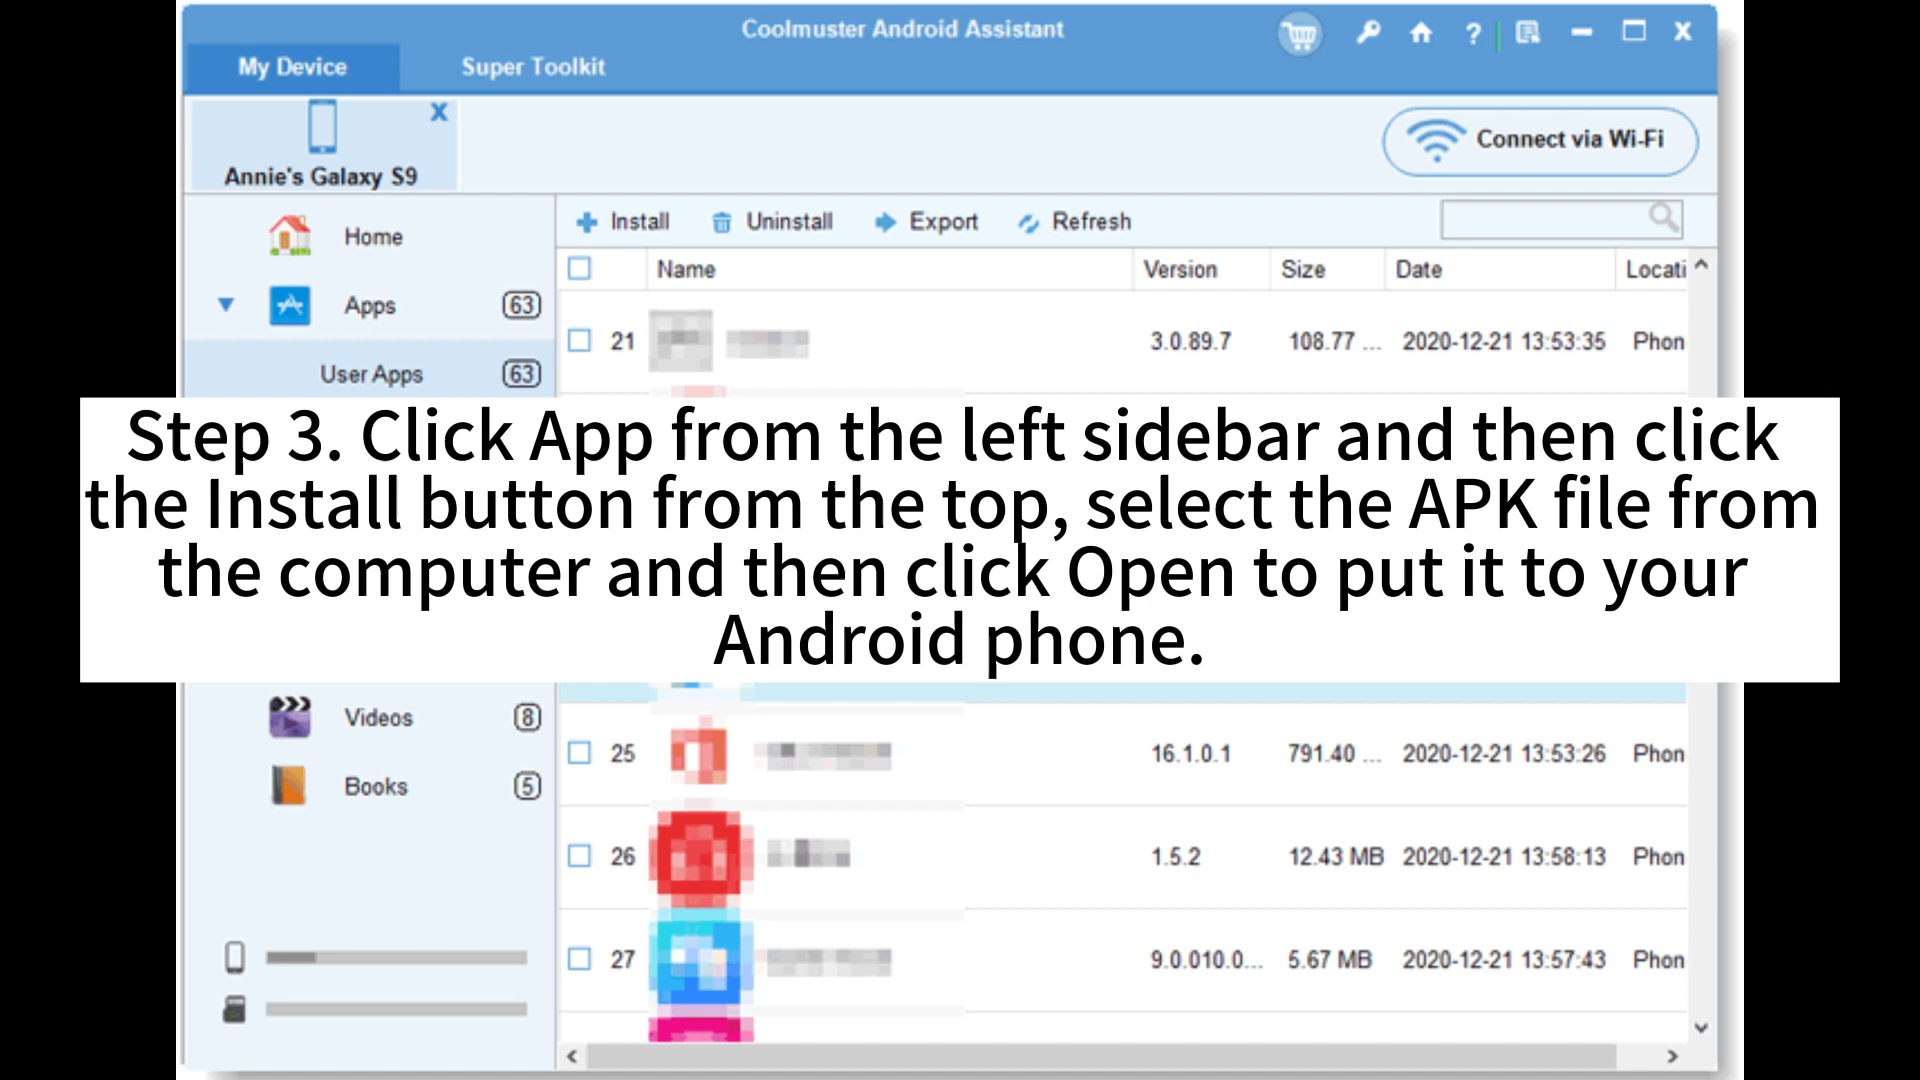 Coolmuster Android Assistant
My Device
Super Toolkit
X
Annie's Galaxy S9
Connect via Wi-Fi
Home
Install
Uninstall
Export
Refresh
Name
Version
Size
Date
Locati
Apps
63
21
3.0.89.7
108.77 ...
2020-12-21 13:53:35
Phon
User Apps
63
Step 3. Click App from the left sidebar and then click
the Install button from the top, select the APK file from
the computer and then click Open to put it to your
Android phone.
Videos
8
25
16.1.0.1
791.40 ...
2020-12-21 13:53:26
Phon
Books
5
26
1.5.2
12.43 MB
2020-12-21 13:58:13
Phon
27
9.0.010.0...
5.67 MB
2020-12-21 13:57:43
Phon